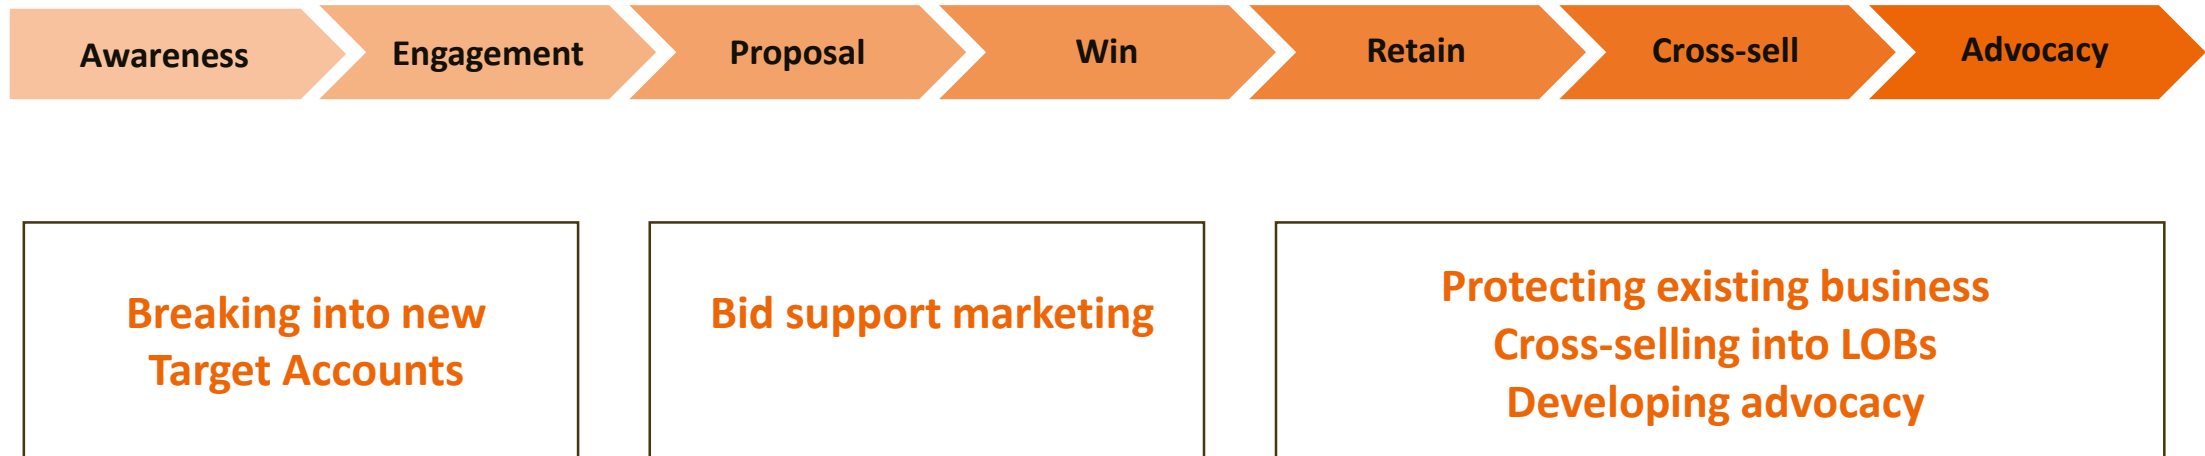 Awareness
Engagement
Proposal
Win
Retain
Cross-sell
Advocacy
Breaking into new
Target Accounts
Bid support marketing
Protecting existing business
Cross-selling into LOBs
Developing advocacy